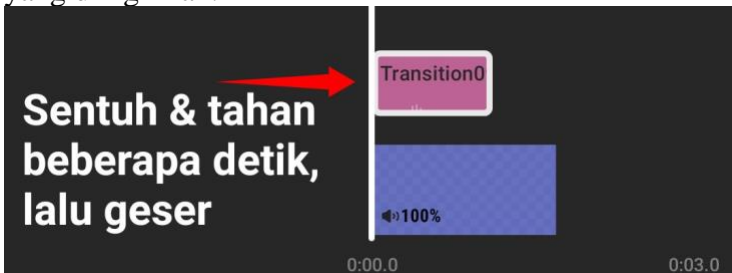 Transition0
Sentuh & tahan
beberapa detik,
lalu geser
100%
0:00.0
0:03.0